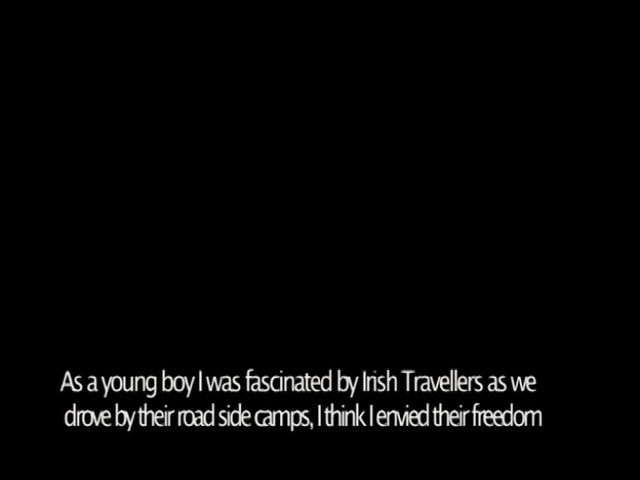 As a young boy I was fascinated by Irish Travellers as we
drove by their road side camps, I think I envied their freedom